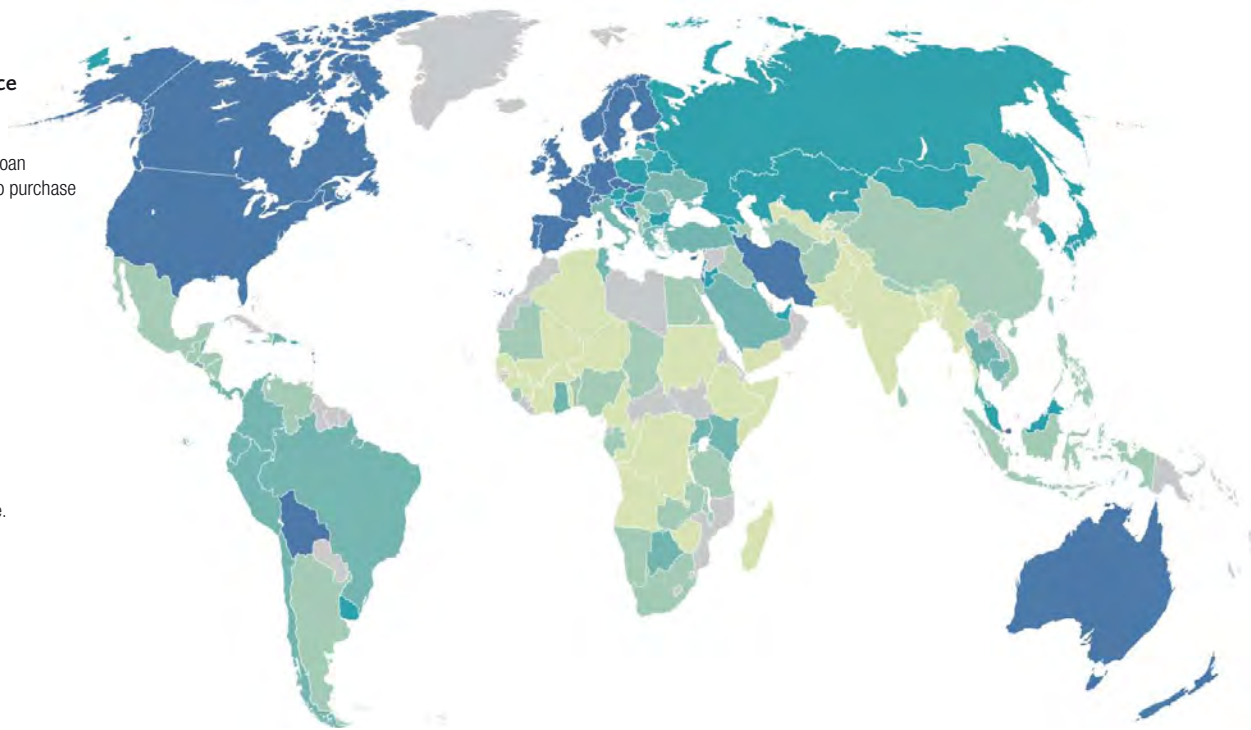 ce
oan
o purchase
e.